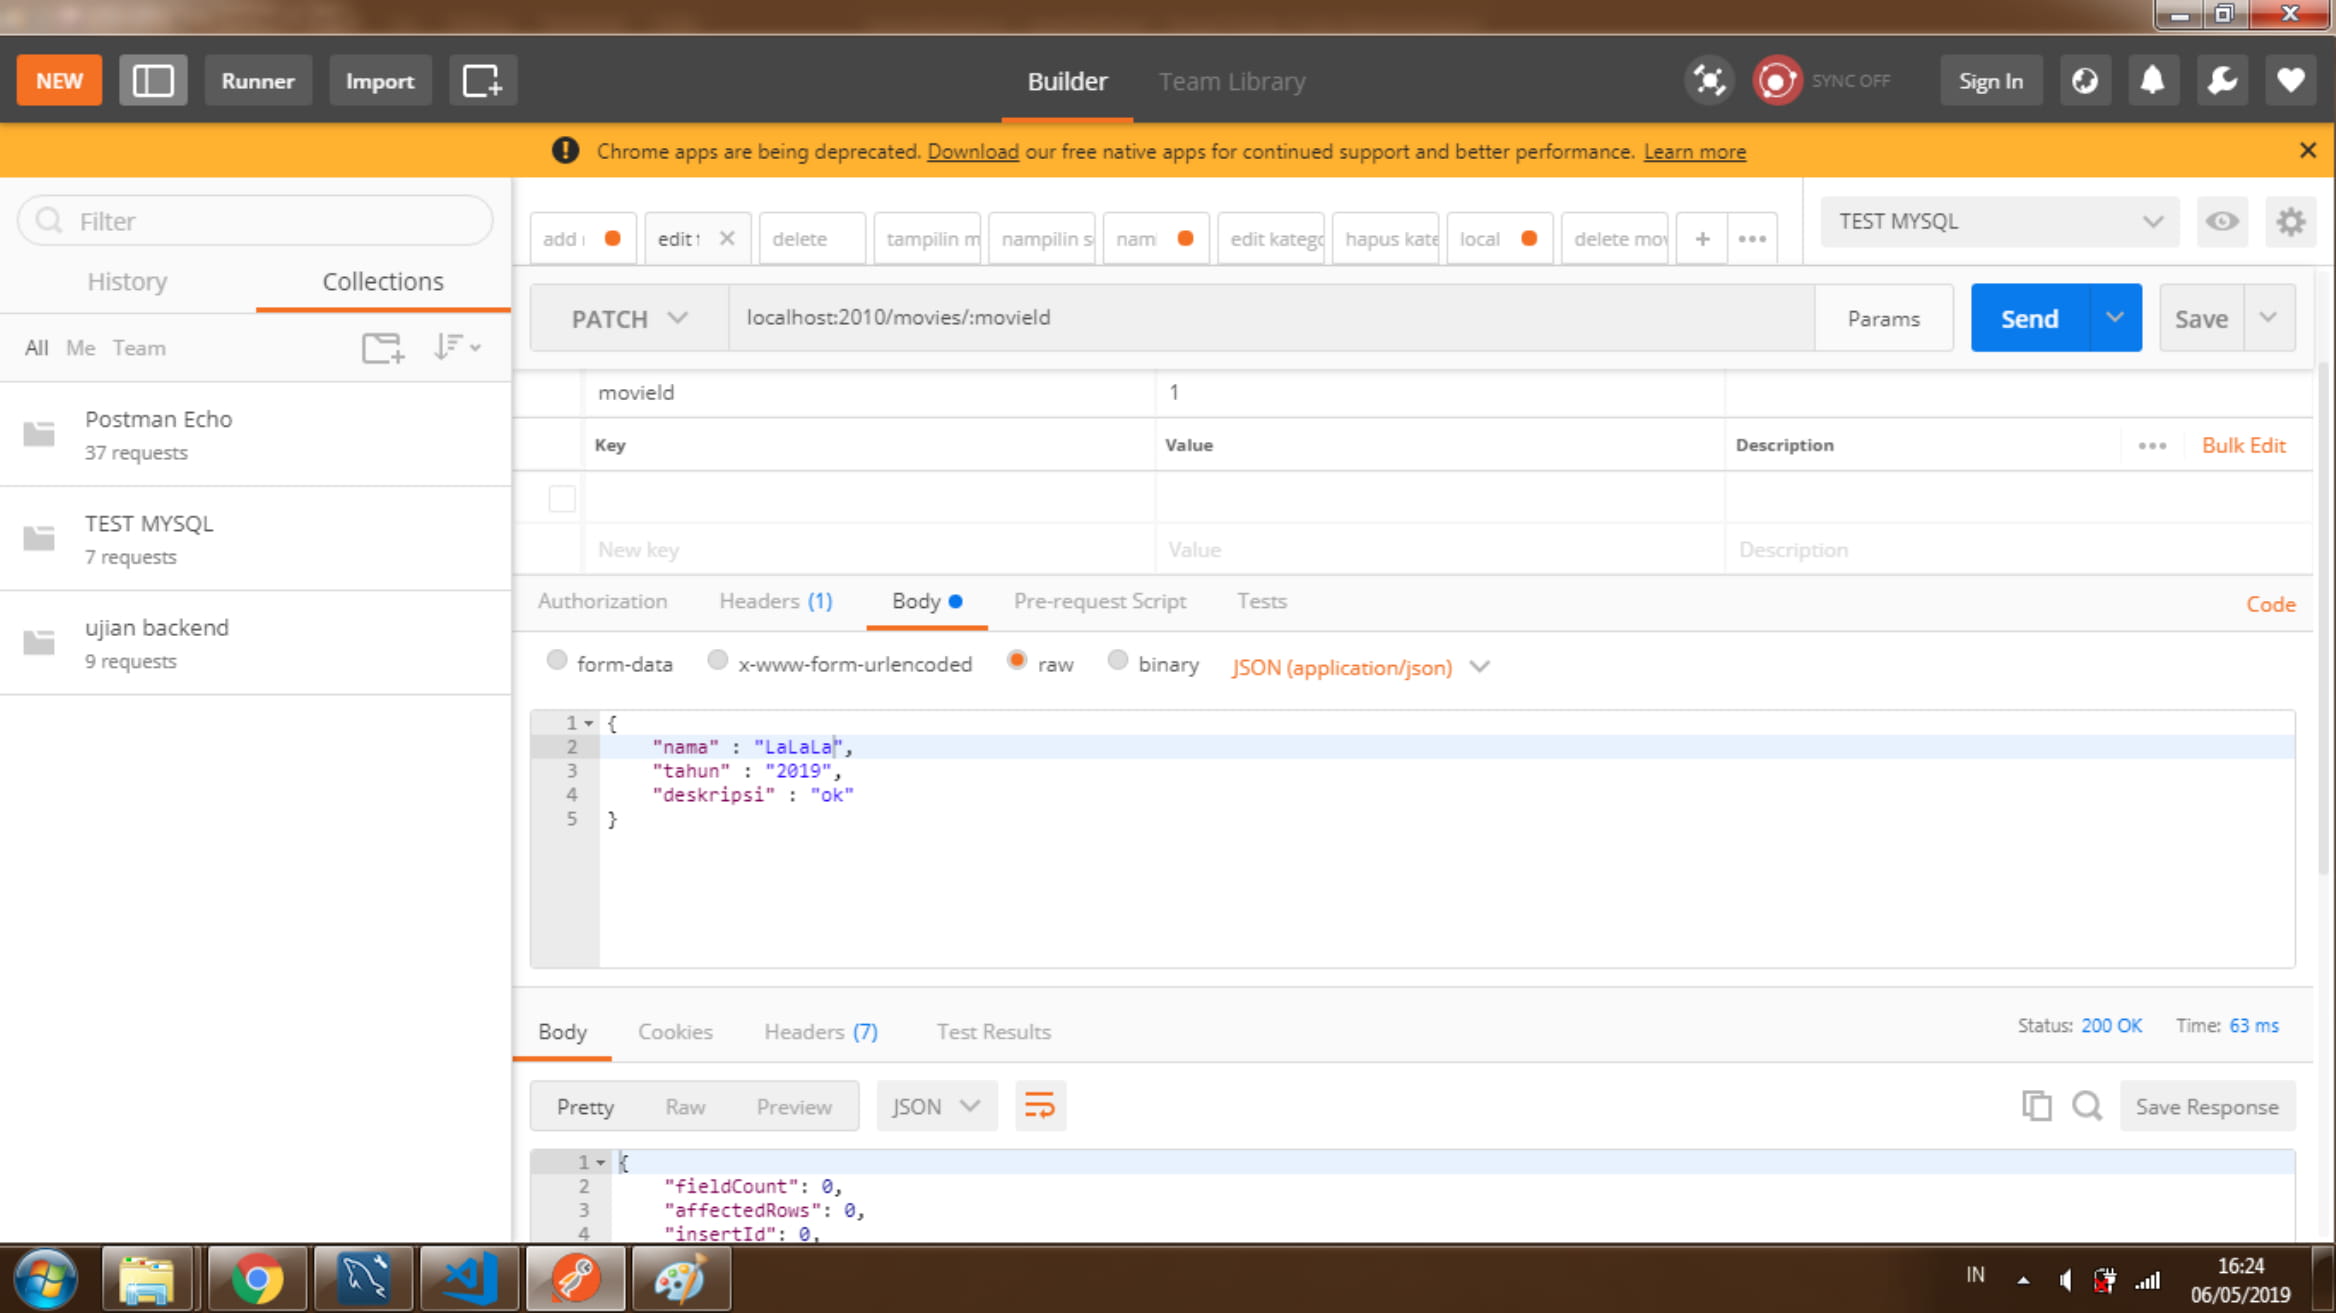 NEW
Runner
Import
Builder
Team Library
SYNC OFF
Sign In
Chrome apps are being deprecated. Download our free native apps for continued support and better performance. Learn more
Filter
History
Collections
All Me Team
Postman Echo
37 requests
TEST MYSQL
7 requests
ujian backend
9 requests
add
edit
delete
tampilin m
nampilin s
nami
edit katego
hapus kate
local
delete mov
TEST MYSQL
PATCH
localhost:2010/movies/:movieId
Params
Send
Save
movieId 1
Key Value Description Bulk Edit
New key Value Description
Authorization Headers (1) Body Pre-request Script Tests Code
form-data x-www-form-urlencoded raw binary JSON (application/json)
1 {
2 "nama" : "LaLaLa",
3 "tahun" : "2019",
4 "deskripsi" : "ok"
5 }
Body Cookies Headers (7) Test Results Status: 200 OK Time: 63 ms
Pretty Raw Preview JSON Save Response
1 {
2 "fieldCount": 0,
3 "affectedRows": 0,
4 "insertId": 0,
IN
16:24
06/05/2019